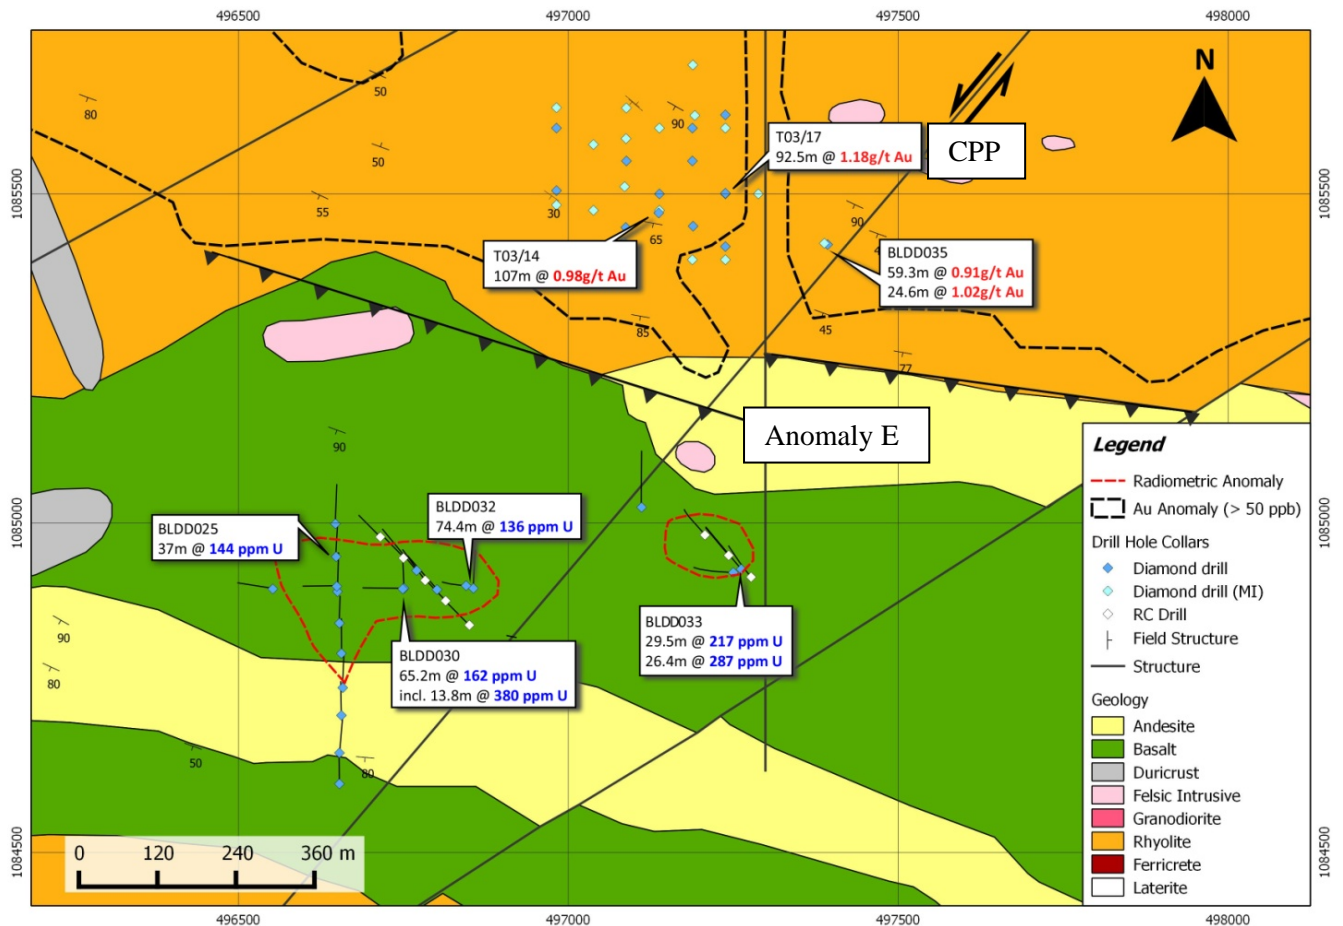 496500
497000
497500
498000
1085500
1085000
1084500
1085500
1085000
1084500
496500
497000
497500
498000
N
80
50
50
55
30
90
65
85
90
4
45
77
90
90
80
50
80
T03/17
92.5m @ 1.18g/t Au
CPP
T03/14
107m @ 0.98g/t Au
BLDD035
59.3m @ 0.91g/t Au
24.6m @ 1.02g/t Au
Anomaly E
BLDD032
74.4m @ 136 ppm U
BLDD025
37m @ 144 ppm U
BLDD033
29.5m @ 217 ppm U
26.4m @ 287 ppm U
BLDD030
65.2m @ 162 ppm U
incl. 13.8m @ 380 ppm U
0 120 240 360 m
Legend
Radiometric Anomaly
Au Anomaly (> 50 ppb)
Drill Hole Collars
Diamond drill
Diamond drill (MI)
RC Drill
Field Structure
Structure
Geology
Andesite
Basalt
Duricrust
Felsic Intrusive
Granodiorite
Rhyolite
Ferricrete
Laterite